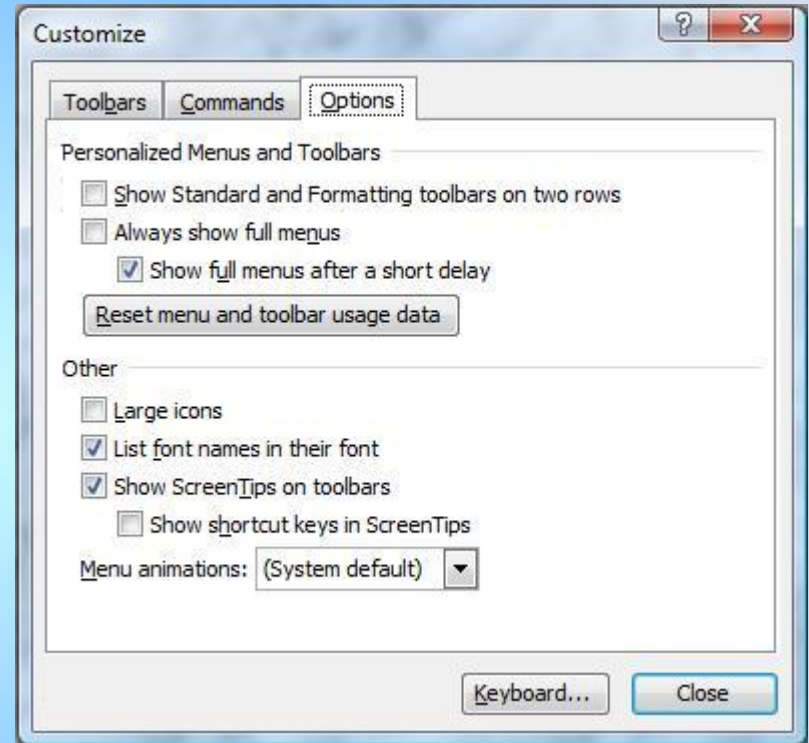 Customize
Toolbars Commands Options
Personalized Menus and Toolbars
Show Standard and Formatting toolbars on two rows
Always show full menus
Show full menus after a short delay
Reset menu and toolbar usage data
Other
Large icons
List font names in their font
Show ScreenTips on toolbars
Show shortcut keys in ScreenTips
Menu animations: (System default)
Keyboard... Close